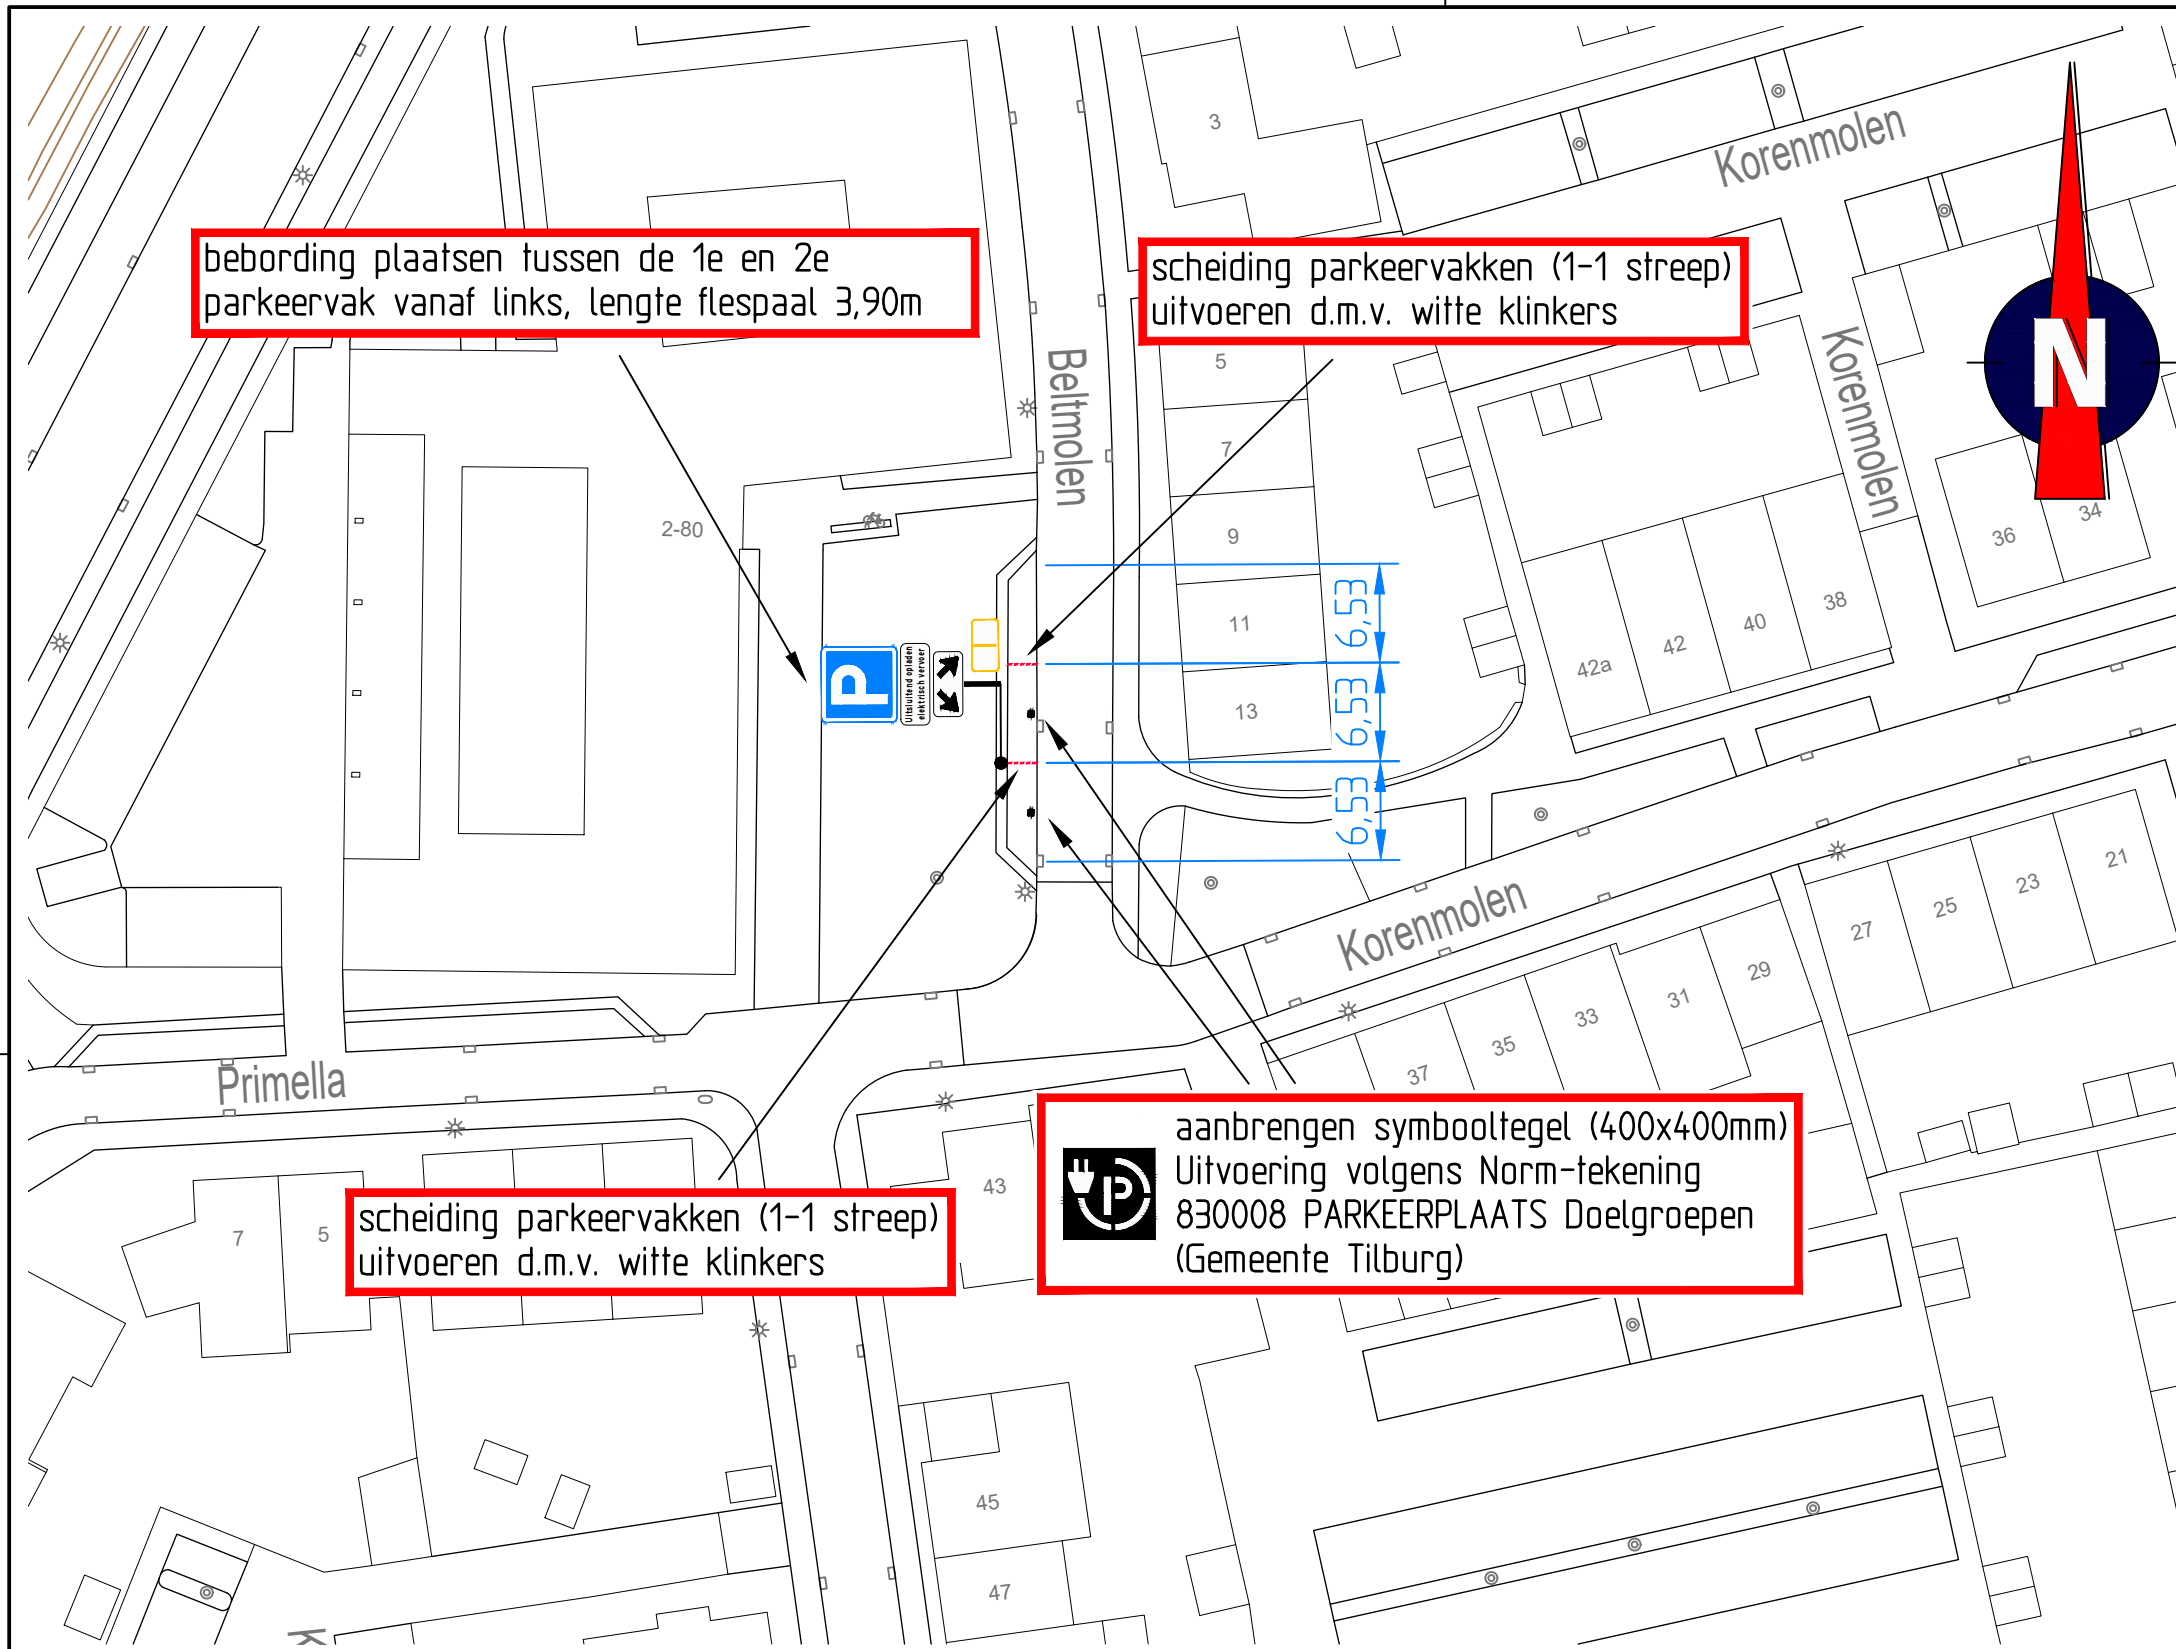 3
Korenmolen
bebording plaatsen tussen de 1e en 2e
parkeervak vanaf links, lengte flespaal 3,90m
scheiding parkeervakken (1-1 streep)
uitvoeren d.m.v. witte klinkers
N
Beltmolen
Korenmolen
5
7
9
11
13
2-80
36
34
42a
42
40
38
6,53
6,53
6,53
P
Uitsluitend opladen
elektrisch vervoer
Korenmolen
27
25
23
21
37
35
33
31
29
Primella
aanbrengen symbooltegel (400x400mm)
Uitvoering volgens Norm-tekening
830008 PARKEERPLAATS Doelgroepen
(Gemeente Tilburg)
P
43
7
5
scheiding parkeervakken (1-1 streep)
uitvoeren d.m.v. witte klinkers
45
47
K